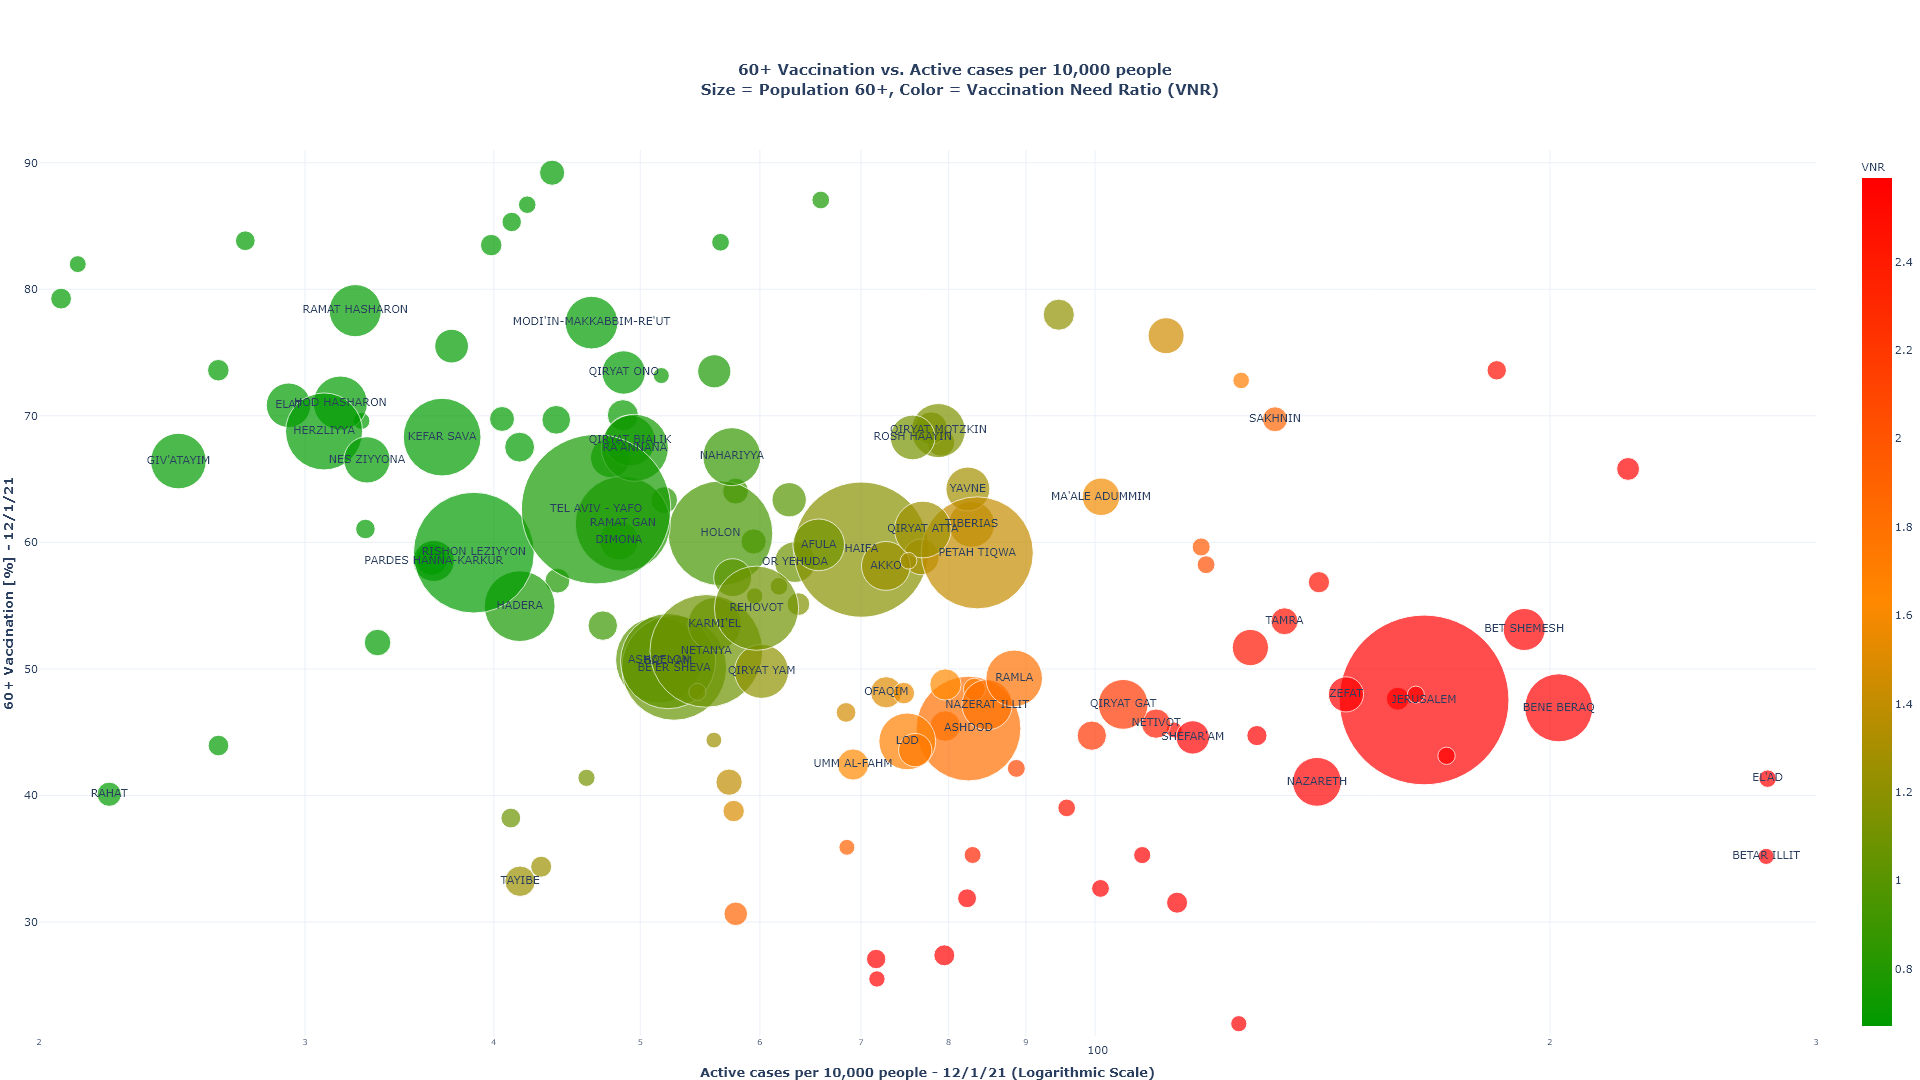 60+ Vaccination vs. Active cases per 10,000 people
Size = Population 60+, Color = Vaccination Need Ratio (VNR)
VNR
90
2.4
80
RAMAT HASHARON
MODI'IN-MAKKABBIM-RE'UT
2.2
QIRYAT ONO
ELAT
HOD HASHARON
70
SAKHNIN
HERZLIYYA
KEFAR SAVA
QIRYAT BIALIK
RA'ANNANA
QIRYAT MOTZKIN
ROSH HAAYIN
2
GIV'ATAYIM
NES ZIYYONA
NAHARIYYA
YAVNE
MA'ALE ADUMMIM
TEL AVIV - YAFO
RAMAT GAN
DIMONA
HOLON
QIRYAT ATTA
TIBERIAS
1.8
60
RISHON LEZIYYON
PARDES HANNA-KARKUR
AFULA
HAIFA
PETAH TIQWA
OR YEHUDA
AKKO
HADERA
REHOVOT
KARMI'EL
TAMRA
BET SHEMESH
1.6
NETANYA
ASHQELON
BAT YAM
BE'ER SHEVA
QIRYAT YAM
50
RAMLA
OFAQIM
NAZERAT ILLIT
QIRYAT GAT
ZEFAT
JERUSALEM
BENE BERAQ
1.4
ASHDOD
NETIVOT
SHEFAR'AM
LOD
UMM AL-FAHM
NAZARETH
ELAD
RAHAT
40
1.2
BETAR ILLIT
TAYIBE
1
30
0.8
2
3
4
5
6
7
8
9
100
2
3
60+ Vaccination [%] - 12/1/21
Active cases per 10,000 people - 12/1/21 (Logarithmic Scale)